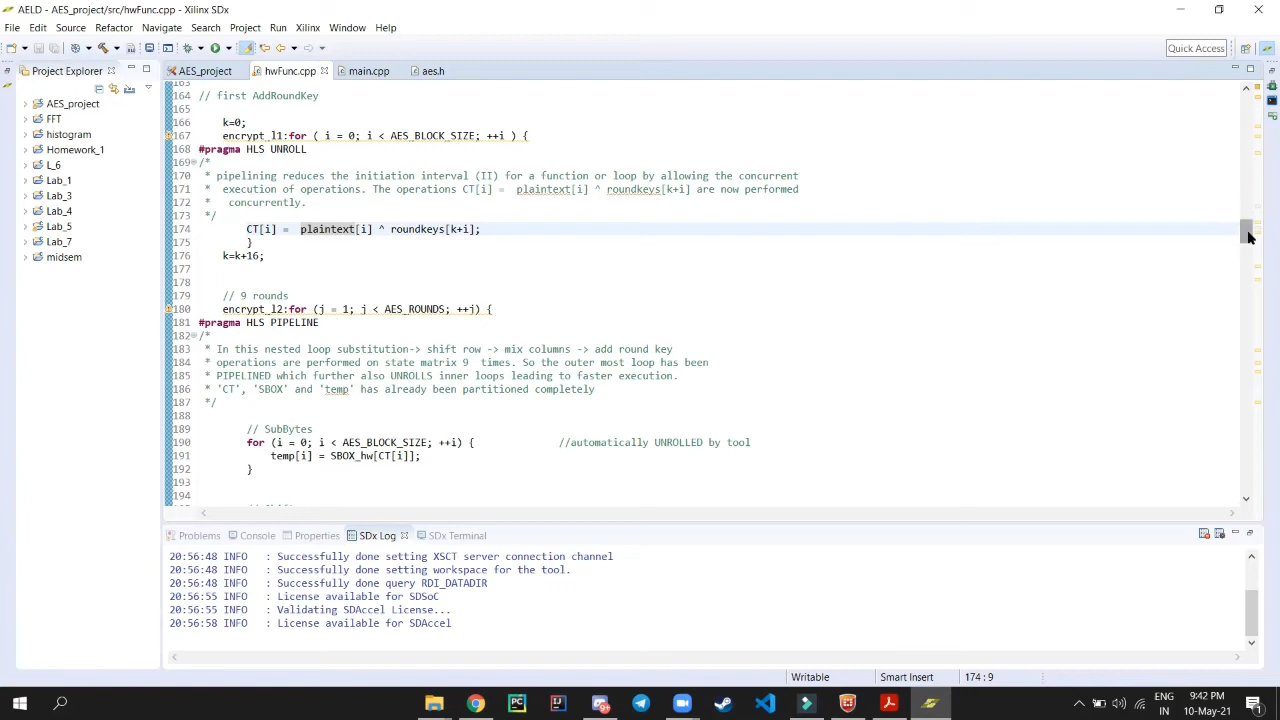 AELD - AES_project/src/hwFunc.cpp - Xilinx SDx
File Edit Source Refactor Navigate Search Project Run Xilinx Window Help
Quick Access
Project Explorer
AES_project
FFT
histogram
Homework_1
L_6
Lab_1
Lab_3
Lab_4
Lab_5
Lab_7
midsem
AES_project hwFunc.cpp main.cpp aes.h
163
164 // first AddRoundKey
165
166 k=0;
167 encrypt_l1:for ( i = 0; i < AES_BLOCK_SIZE; ++i ) {
168 #pragma HLS UNROLL
169 /*
170 * pipelining reduces the initiation interval (II) for a function or loop by allowing the concurrent
171 * execution of operations. The operations CT[i] = plaintext[i] ^ roundkeys[k+i] are now performed
172 * concurrently.
173 */
174 CT[i] = plaintext[i] ^ roundkeys[k+i];
175 }
176 k=k+16;
177
178
179 // 9 rounds
180 encrypt_l2:for (j = 1; j < AES_ROUNDS; ++j) {
181 #pragma HLS PIPELINE
182 /*
183 * In this nested loop substitution-> shift row -> mix columns -> add round key
184 * operations are performed on state matrix 9 times. So the outer most loop has been
185 * PIPELINED which further also UNROLLS inner loops leading to faster execution.
186 * 'CT', 'SBOX' and 'temp' has already been partitioned completely
187 */
188
189 // SubBytes
190 for (i = 0; i < AES_BLOCK_SIZE; ++i) { //automatically UNROLLED by tool
191 temp[i] = SBOX_hw[CT[i]];
192 }
193
194
Problems Console Properties SDx Log SDx Terminal
20:56:48 INFO : Successfully done setting XSCT server connection channel
20:56:48 INFO : Successfully done setting workspace for the tool.
20:56:48 INFO : Successfully done query RDI_DATADIR
20:56:55 INFO : License available for SDSoC
20:56:55 INFO : Validating SDAccel License...
20:56:58 INFO : License available for SDAccel
Writable Smart Insert 174 : 9
ENG
IN
9:42 PM
10-May-21